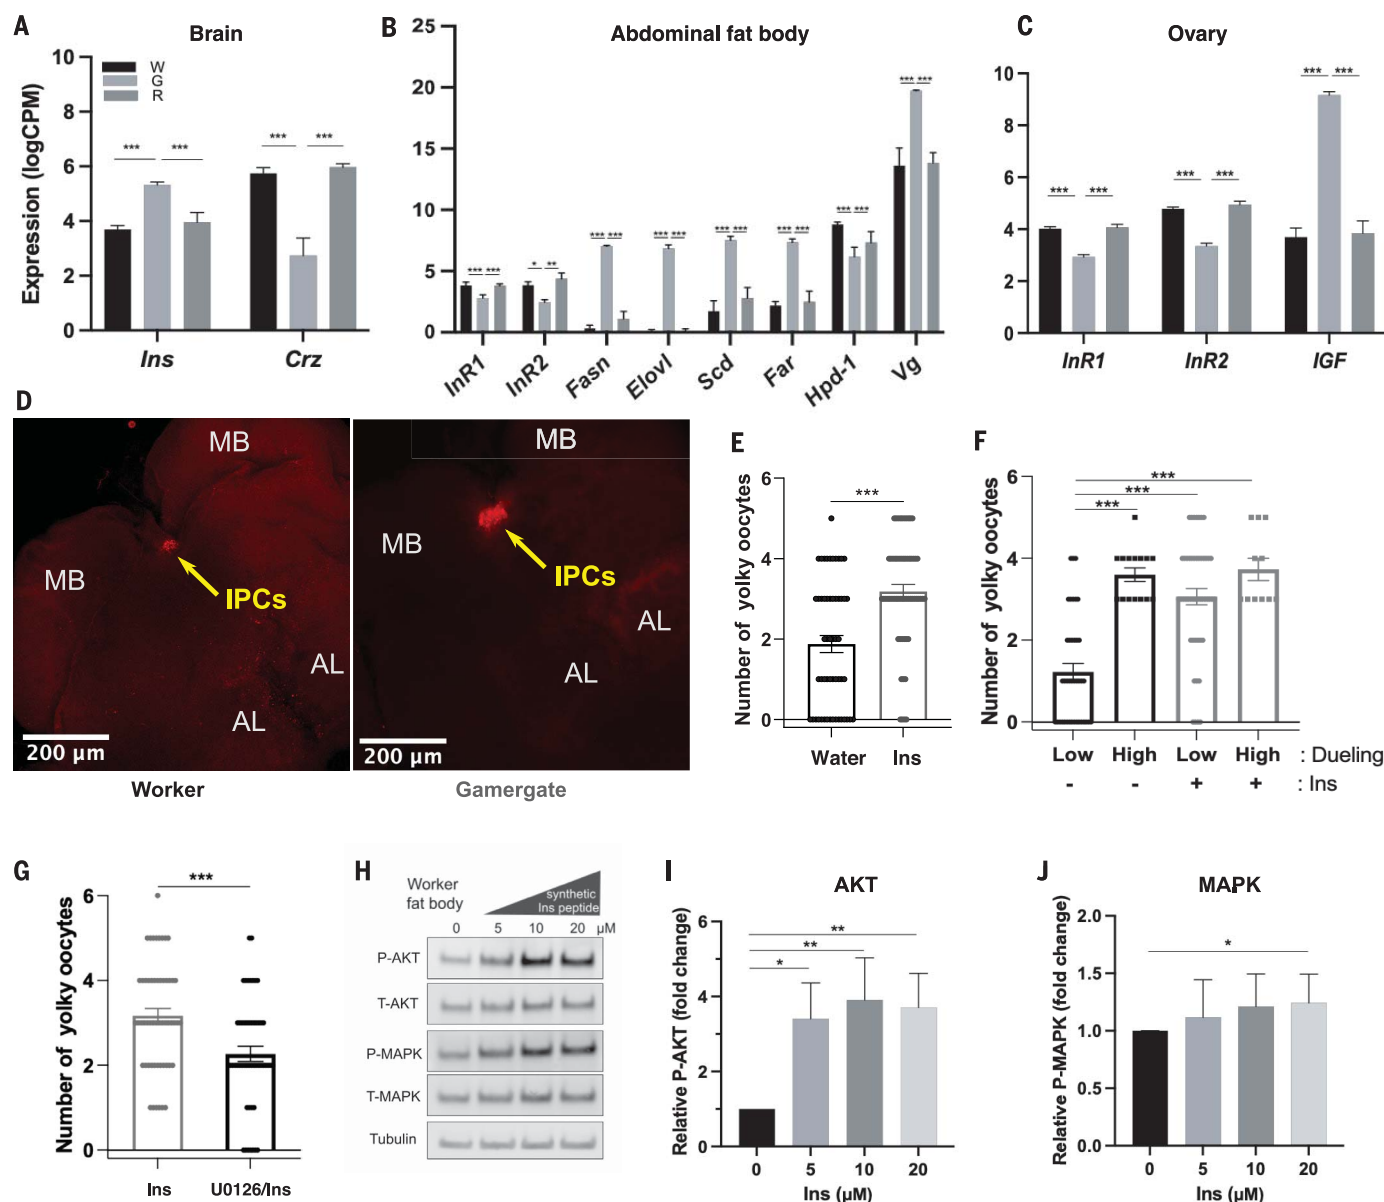 A
Brain
Expression (logCPM)
10
8
6
4
2
0
W
G
R
***
***
***
***
Ins
Crz
B
Abdominal fat body
25
20
15
10
5
0
*** ***
* **
*** ***
*** ***
*** ***
*** ***
*** ***
*** ***
InR1
InR2
Fasn
Elovl
Scd
Far
Hpd-1
Vg
C
Ovary
10
8
6
4
2
0
*** ***
*** ***
*** ***
InR1
InR2
IGF
D
MB
MB
IPCs
AL
AL
200 µm
Worker
MB
MB
IPCs
AL
AL
200 µm
Gamergate
E
Number of yolky oocytes
6
4
2
0
***
Water
Ins
F
Number of yolky oocytes
6
4
2
0
***
***
***
Low High Low High : Dueling
- - + + : Ins
G
Number of yolky oocytes
6
4
2
0
***
Ins
U0126/Ins
H
Worker
fat body
synthetic
Ins peptide
0 5 10 20 µM
P-AKT
T-AKT
P-MAPK
T-MAPK
Tubulin
I
AKT
Relative P-AKT (fold change)
6
4
2
0
**
**
*
0 5 10 20
Ins (µM)
J
MAPK
Relative P-MAPK (fold change)
2.0
1.5
1.0
0.5
0.0
*
0 5 10 20
Ins (µM)